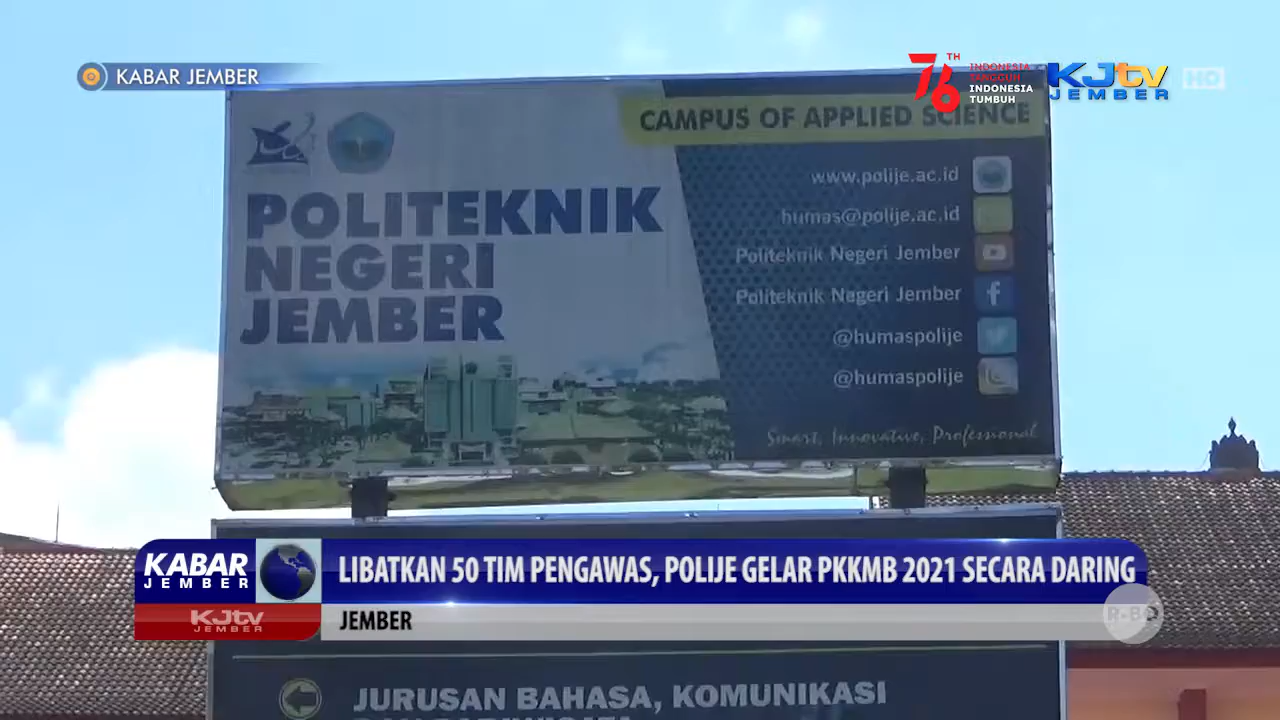 KABAR JEMBER
76TH
INDONESIA
TANGGUH
INDONESIA
TUMBUH
KJTV
JEMBER
HD
CAMPUS OF APPLIED SCIENCE
POLITEKNIK
NEGERI
JEMBER
www.polije.ac.id
humas@polije.ac.id
Politeknik Negeri Jember
Politeknik Negeri Jember
@humaspolije
@humaspolije
Smart, Innovative, Professional
KABAR
JEMBER
LIBATKAN 50 TIM PENGAWAS, POLIJE GELAR PKKMB 2021 SECARA DARING
KJTV
JEMBER
JEMBER
JURUSAN BAHASA, KOMUNIKASI